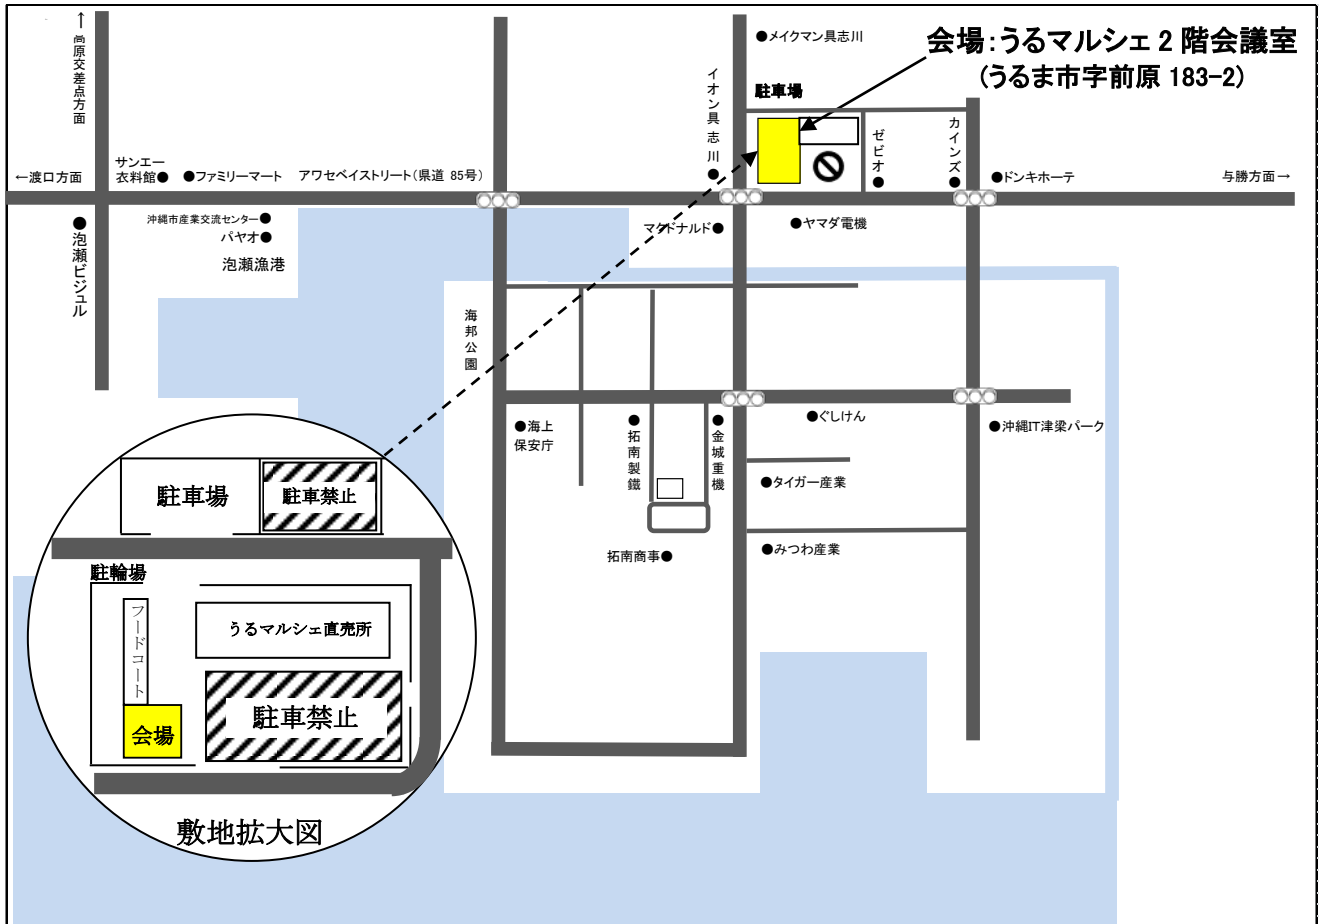 ↑高原交差点方面
●メイクマン具志川
会場:うるマルシェ2階会議室
(うるま市字前原 183-2)
イオン具志川●
駐車場
ゼビオ●
カインズ●
←渡口方面
サンエー
衣料館●
●ファミリーマート
アワセベイストリート(県道 85号)
●ドンキホーテ
与勝方面→
●泡瀬ビジュル
沖縄市産業交流センター●
パヤオ●
泡瀬漁港
マクドナルド●
●ヤマダ電機
海邦公園
●海上
保安庁
●拓南製鐵
●金城重機
●ぐしけん
●沖縄IT津梁パーク
●タイガー産業
拓南商事●
●みつわ産業
駐車場
駐車禁止
駐輪場
フードコート
うるマルシェ直売所
会場
駐車禁止
敷地拡大図